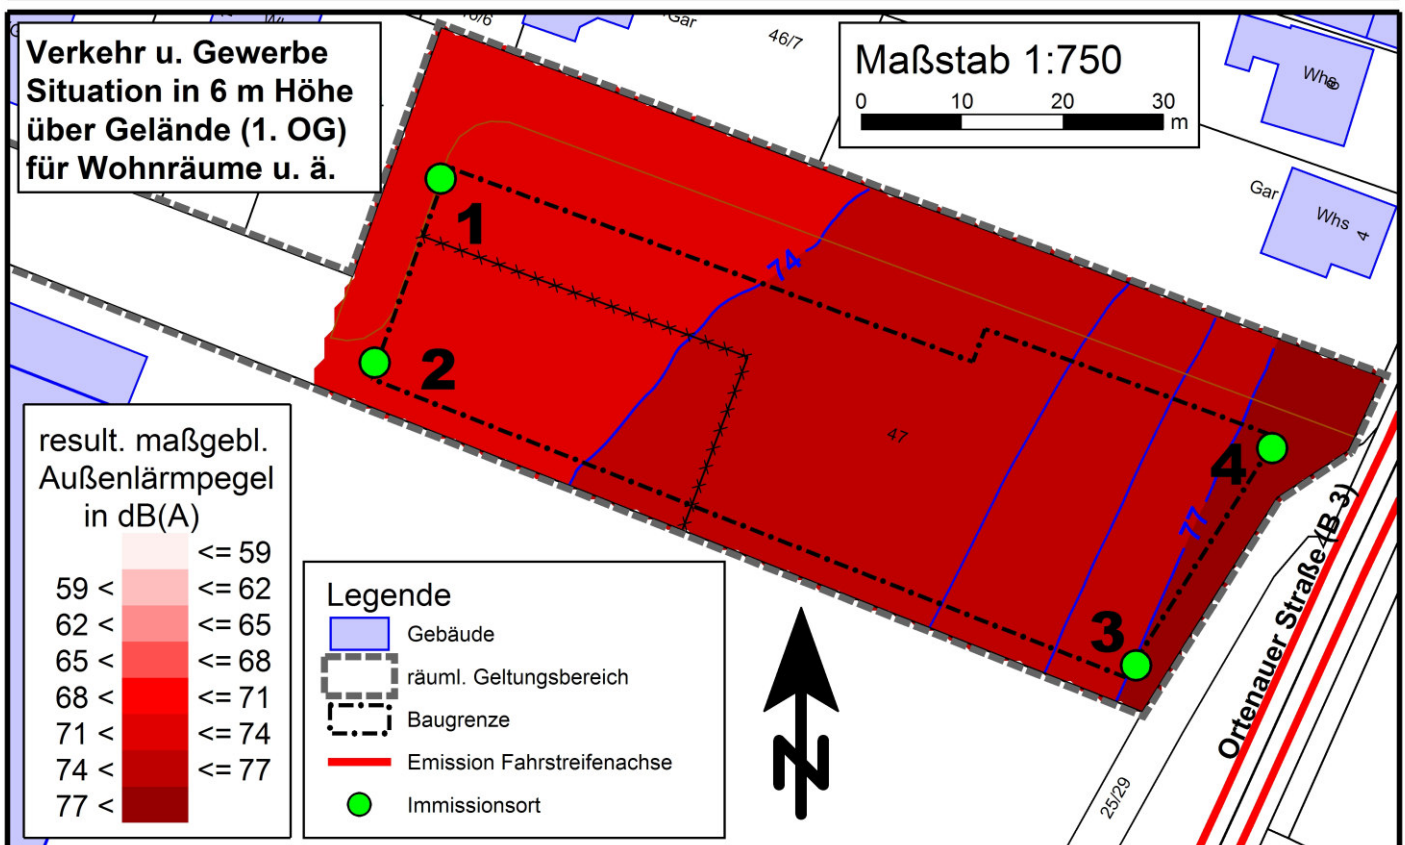 Verkehr u. Gewerbe
Situation in 6 m Höhe
über Gelände (1. OG)
für Wohnräume u. ä.
Gar
46/7
Maßstab 1:750
0 10 20 30
m
Gar
Whs
4
1
74
2
47
4
77
3
Ortenauer Straße (B 3)
25/29
result. maßgebl.
Außenlärmpegel
in dB(A)
<= 59
59 < <= 62
62 < <= 65
65 < <= 68
68 < <= 71
71 < <= 74
74 < <= 77
77 <
Legende
Gebäude
räuml. Geltungsbereich
Baugrenze
Emission Fahrstreifenachse
Immissionsort
N